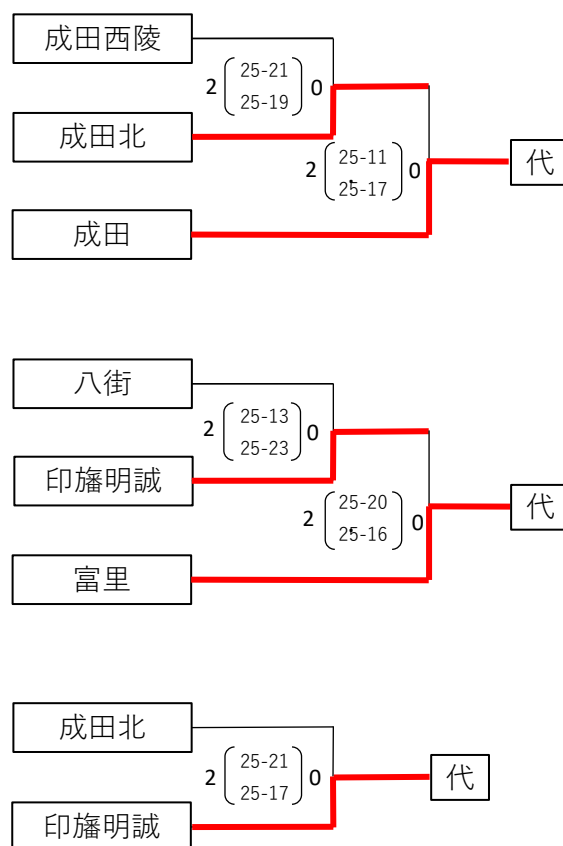 成田西陵
2 25-21 0
25-19
成田北
2 25-11 0
25-17
代
成田
八街
2 25-13 0
25-23
印旛明誠
2 25-20 0
25-16
代
富里
成田北
2 25-21 0
25-17
代
印旛明誠